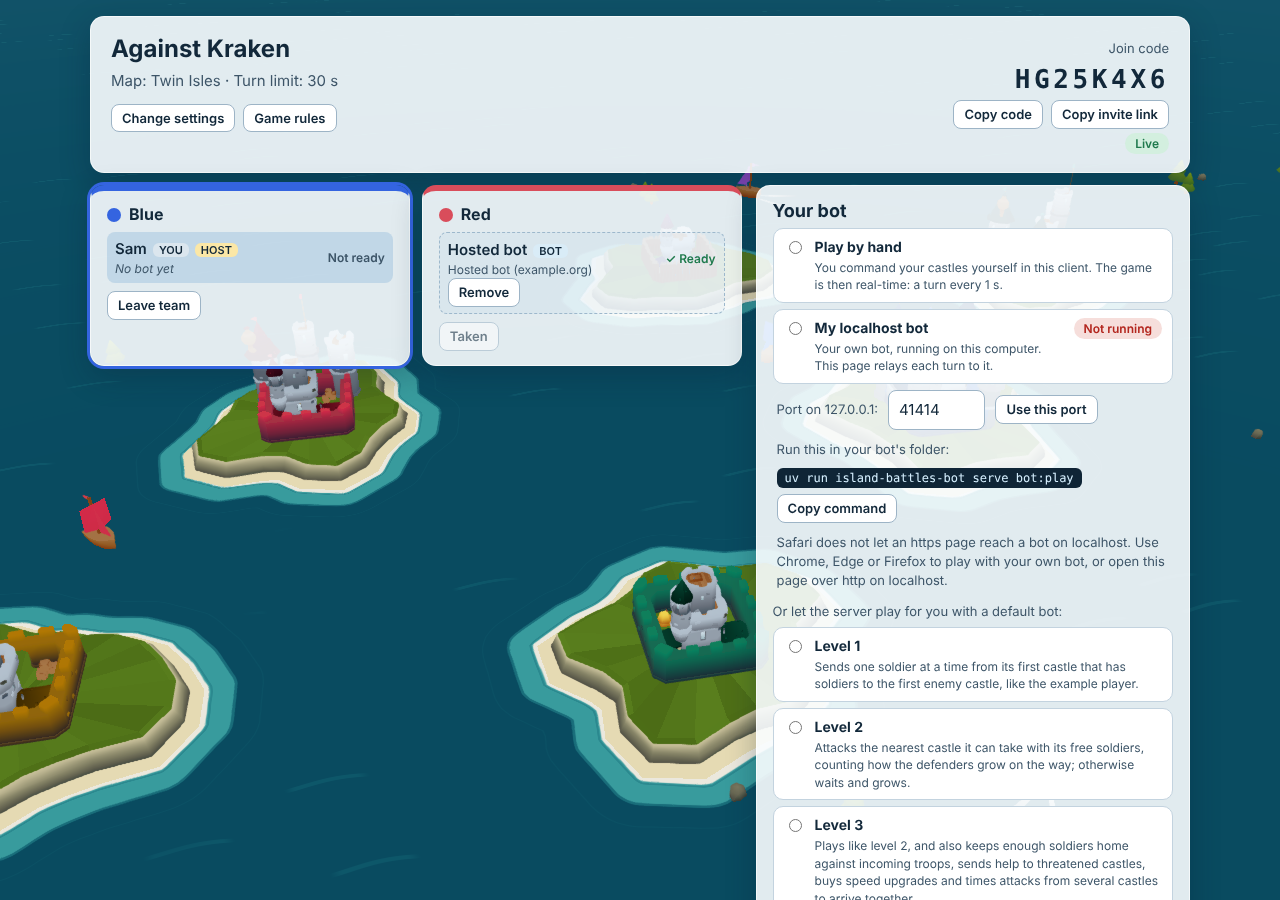 Against Kraken
Map: Twin Isles · Turn limit: 30 s
Change settings
Game rules
Join code
HG25K4X6
Copy code
Copy invite link
Live
Blue
Sam YOU HOST
No bot yet
Not ready
Leave team
Red
Hosted bot BOT
Hosted bot (example.org)
✓ Ready
Remove
Taken
Your bot
Play by hand
You command your castles yourself in this client. The game
is then real-time: a turn every 1 s.
My localhost bot
Not running
Your own bot, running on this computer.
This page relays each turn to it.
Port on 127.0.0.1: 41414 Use this port
Run this in your bot's folder:
uv run island-battles-bot serve bot:play
Copy command
Safari does not let an https page reach a bot on localhost. Use
Chrome, Edge or Firefox to play with your own bot, or open this
page over http on localhost.
Or let the server play for you with a default bot:
Level 1
Sends one soldier at a time from its first castle that has
soldiers to the first enemy castle, like the example player.
Level 2
Attacks the nearest castle it can take with its free soldiers,
counting how the defenders grow on the way; otherwise
waits and grows.
Level 3
Plays like level 2, and also keeps enough soldiers home
against incoming troops, sends help to threatened castles,
buys speed upgrades and times attacks from several castles
to arrive together.